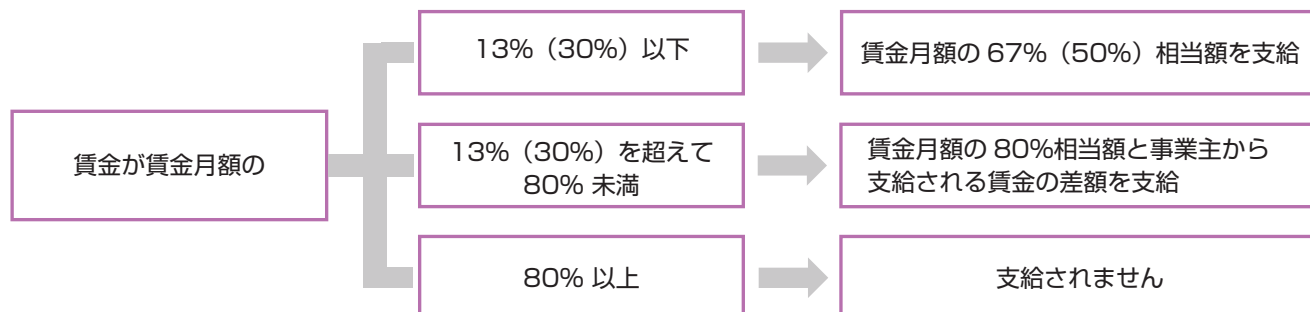 賃金が賃金月額の
13%（30%）以下
賃金月額の 67%（50%）相当額を支給
13%（30%）を超えて
80% 未満
賃金月額の 80%相当額と事業主から
支給される賃金の差額を支給
80% 以上
支給されません